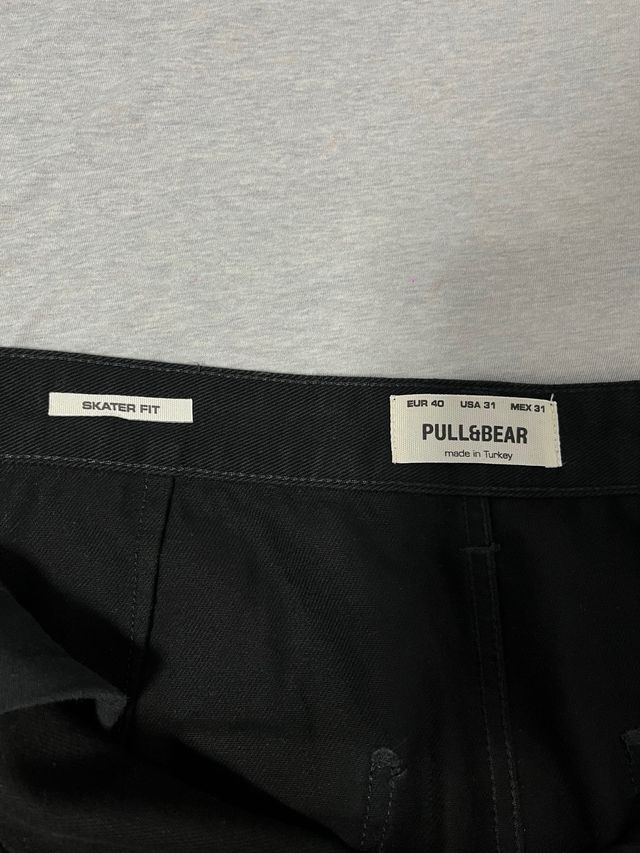 SKATER FIT
EUR 40 USA 31 MEX 31
PULL&BEAR
made in Turkey